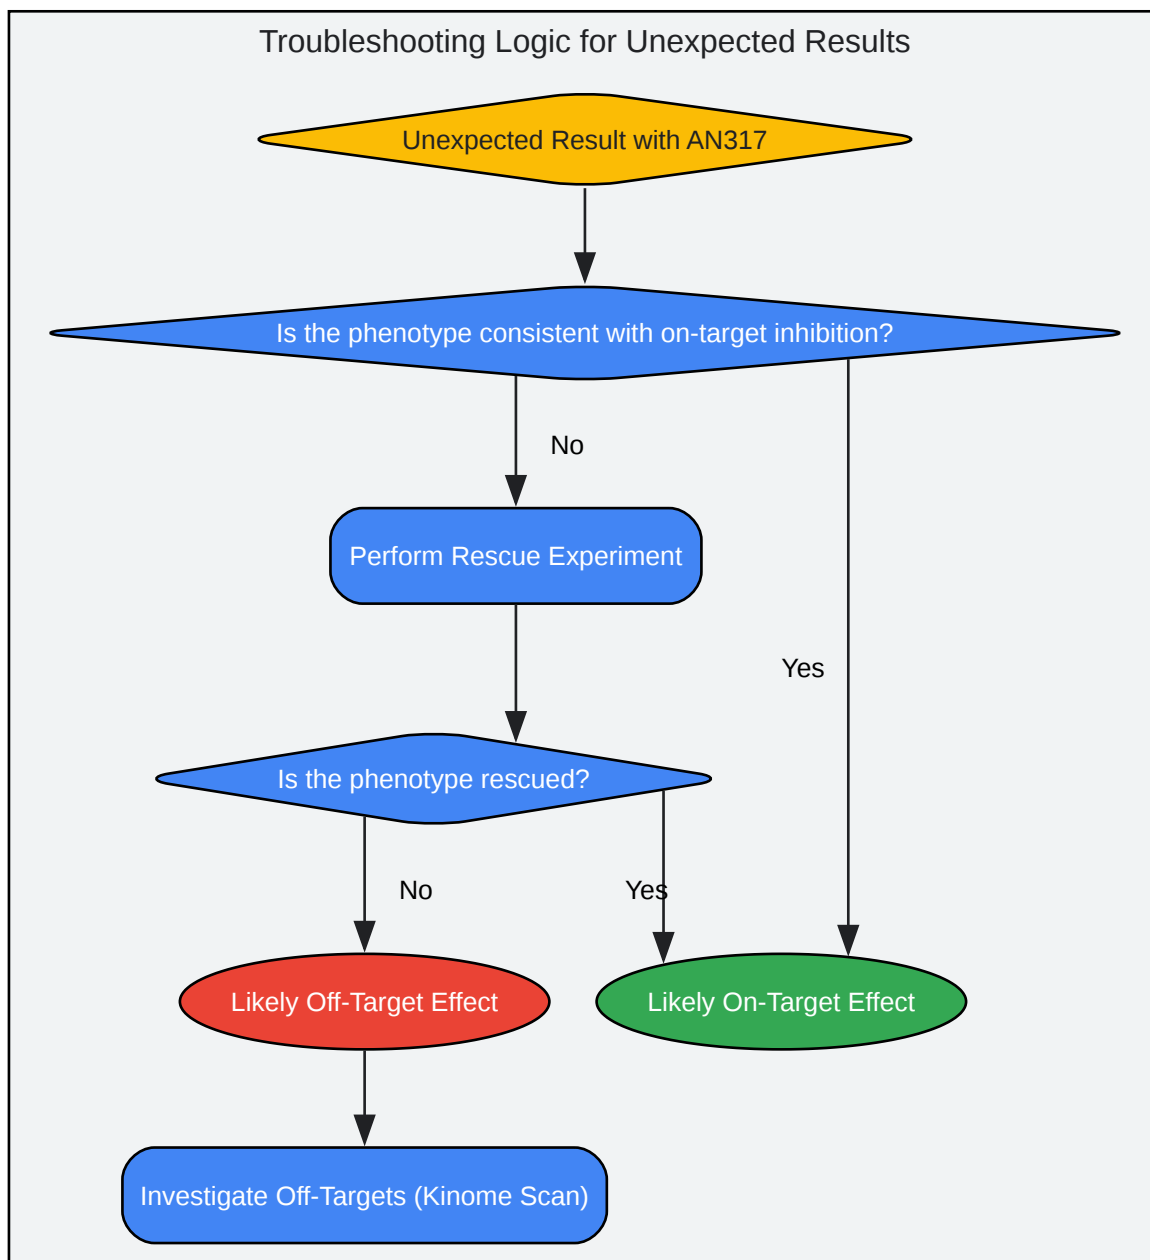 Troubleshooting Logic for Unexpected Results
Unexpected Result with AN317
Is the phenotype consistent with on-target inhibition?
No
Perform Rescue Experiment
Yes
Is the phenotype rescued?
No
Yes
Likely Off-Target Effect
Likely On-Target Effect
Investigate Off-Targets (Kinome Scan)